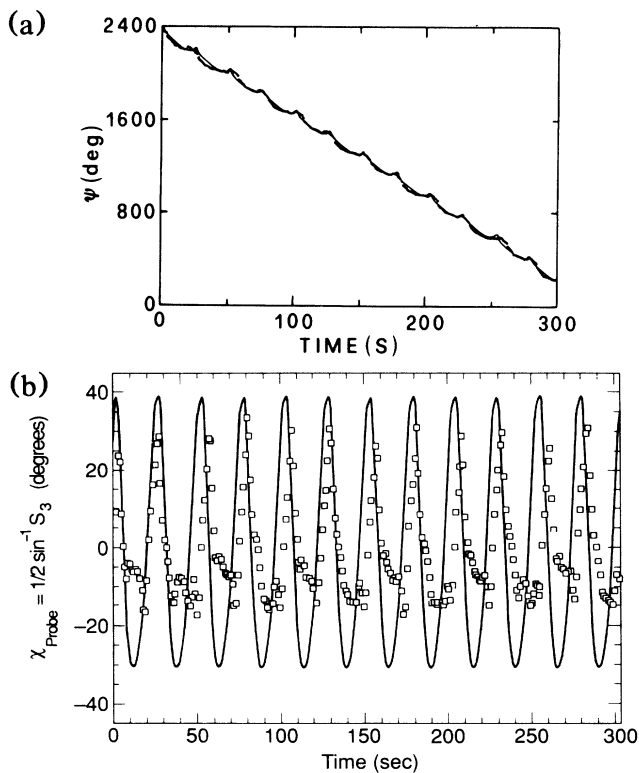 (a)
2400
1600
800
0
ψ (deg)
0 100 200 300
TIME (S)
(b)
40
20
0
−20
−40
χProbe = 1/2 sin⁻¹ S₃ (degrees)
0 50 100 150 200 250 300
Time (sec)